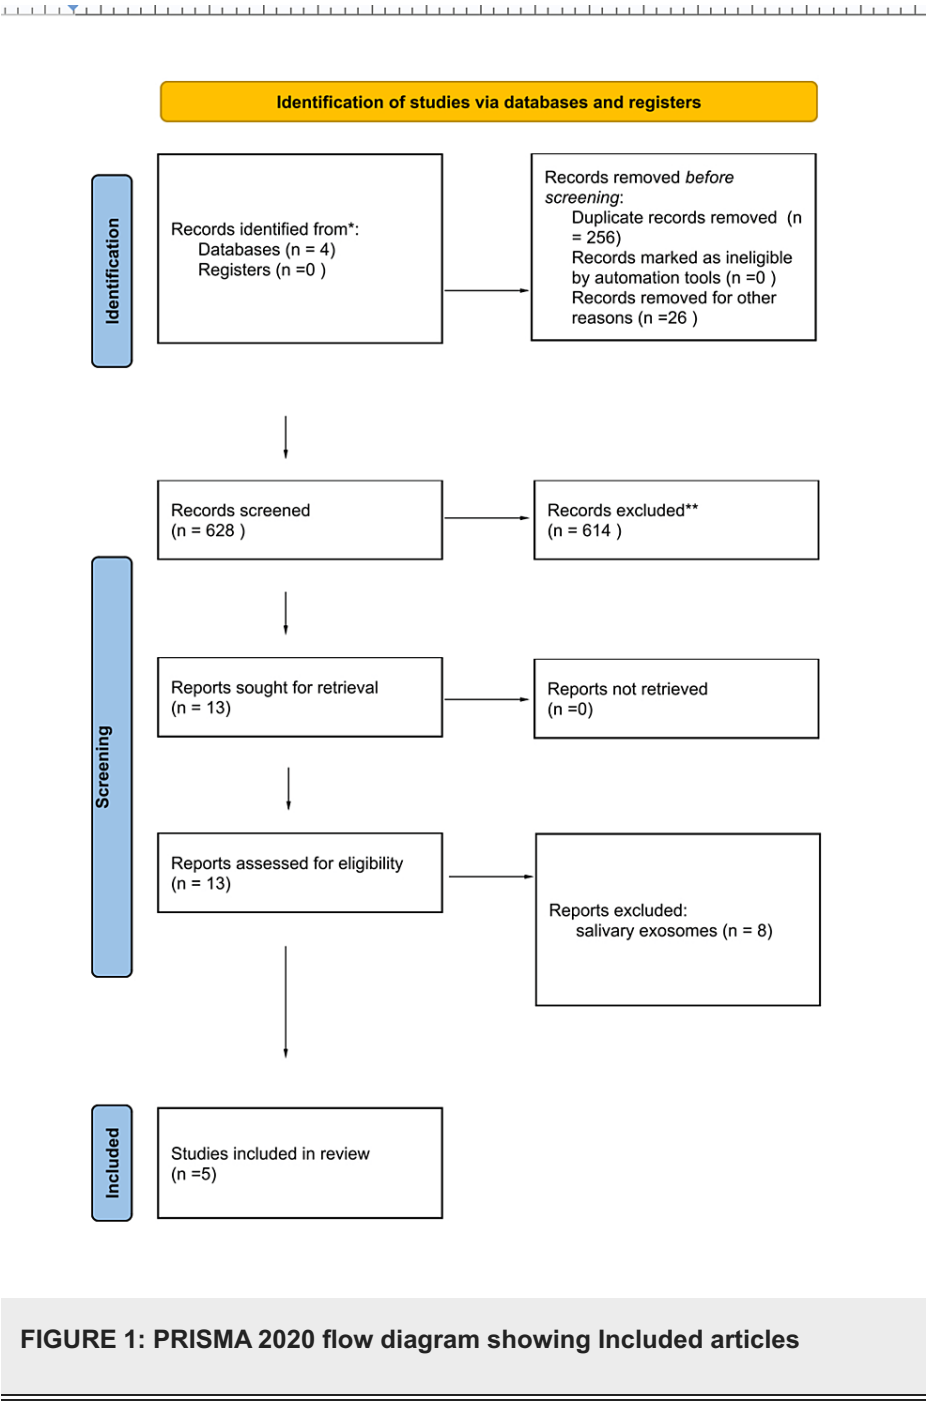 Identification of studies via databases and registers
Identification
Records identified from*:
Databases (n = 4)
Registers (n =0 )
Records removed before
screening:
Duplicate records removed  (n
= 256)
Records marked as ineligible
by automation tools (n =0 )
Records removed for other
reasons (n =26 )
Screening
Records screened
(n = 628 )
Records excluded**
(n = 614 )
Reports sought for retrieval
(n = 13)
Reports not retrieved
(n =0)
Reports assessed for eligibility
(n = 13)
Reports excluded:
salivary exosomes (n = 8)
Included
Studies included in review
(n =5)
FIGURE 1: PRISMA 2020 flow diagram showing Included articles